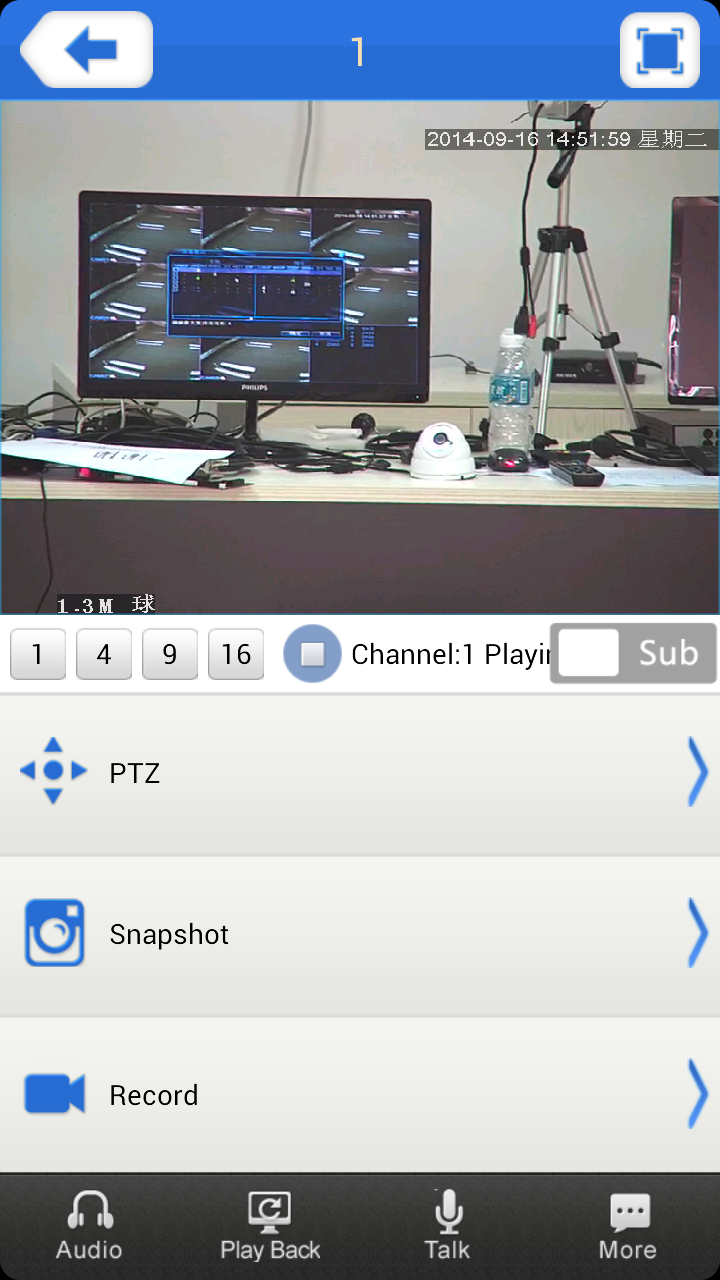 1
2014-09-16 14:51:59 星期二
PHILIPS
1.3M 球
1 4 9 16 Channel:1 Playin Sub
PTZ
Snapshot
Record
Audio Play Back Talk More